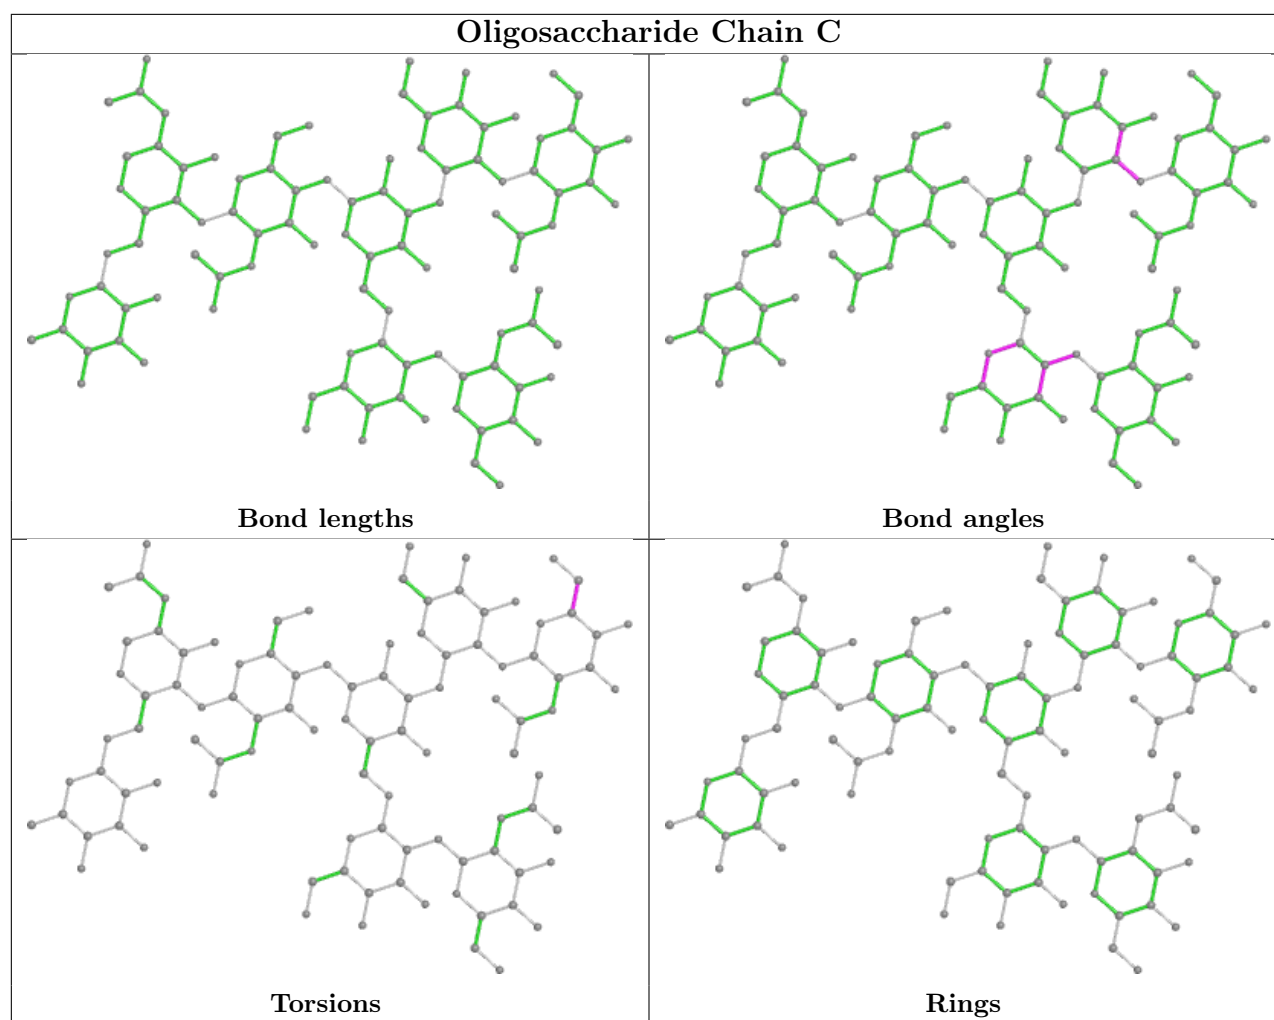 Oligosaccharide Chain C
Bond lengths
Bond angles
Torsions
Rings